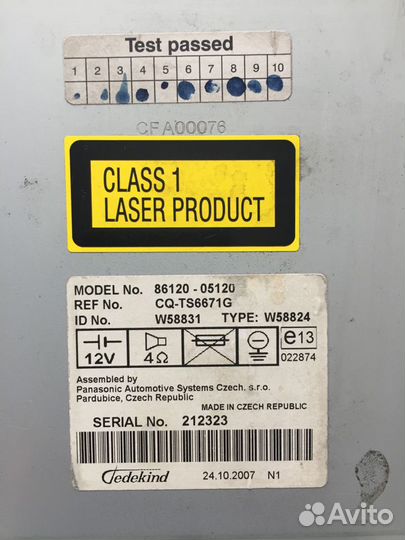 Test passed
1 2 3 4 5 6 7 8 9 10
CFA00076
CLASS 1
LASER PRODUCT
MODEL No. 86120 - 05120
REF No. CQ-TS6671G
ID No. W58831 TYPE: W58824
12V 4Ω e13
022874
Assembled by
Panasonic Automotive Systems Czech. s.r.o.
Pardubice, Czech Republic
MADE IN CZECH REPUBLIC
SERIAL No. 212323
Tedekind 24.10.2007 N1
Avito